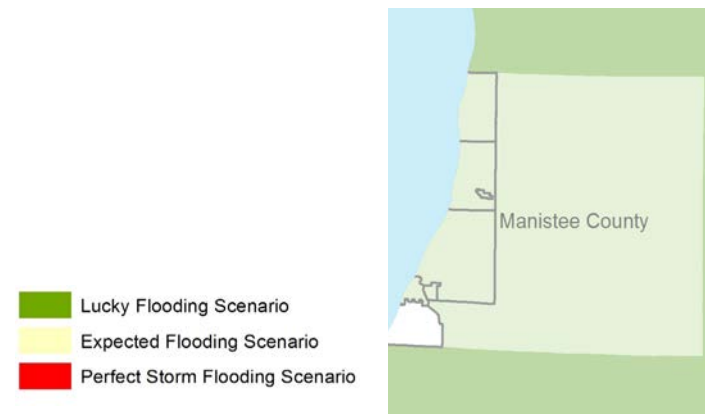 Manistee County
Lucky Flooding Scenario
Expected Flooding Scenario
Perfect Storm Flooding Scenario